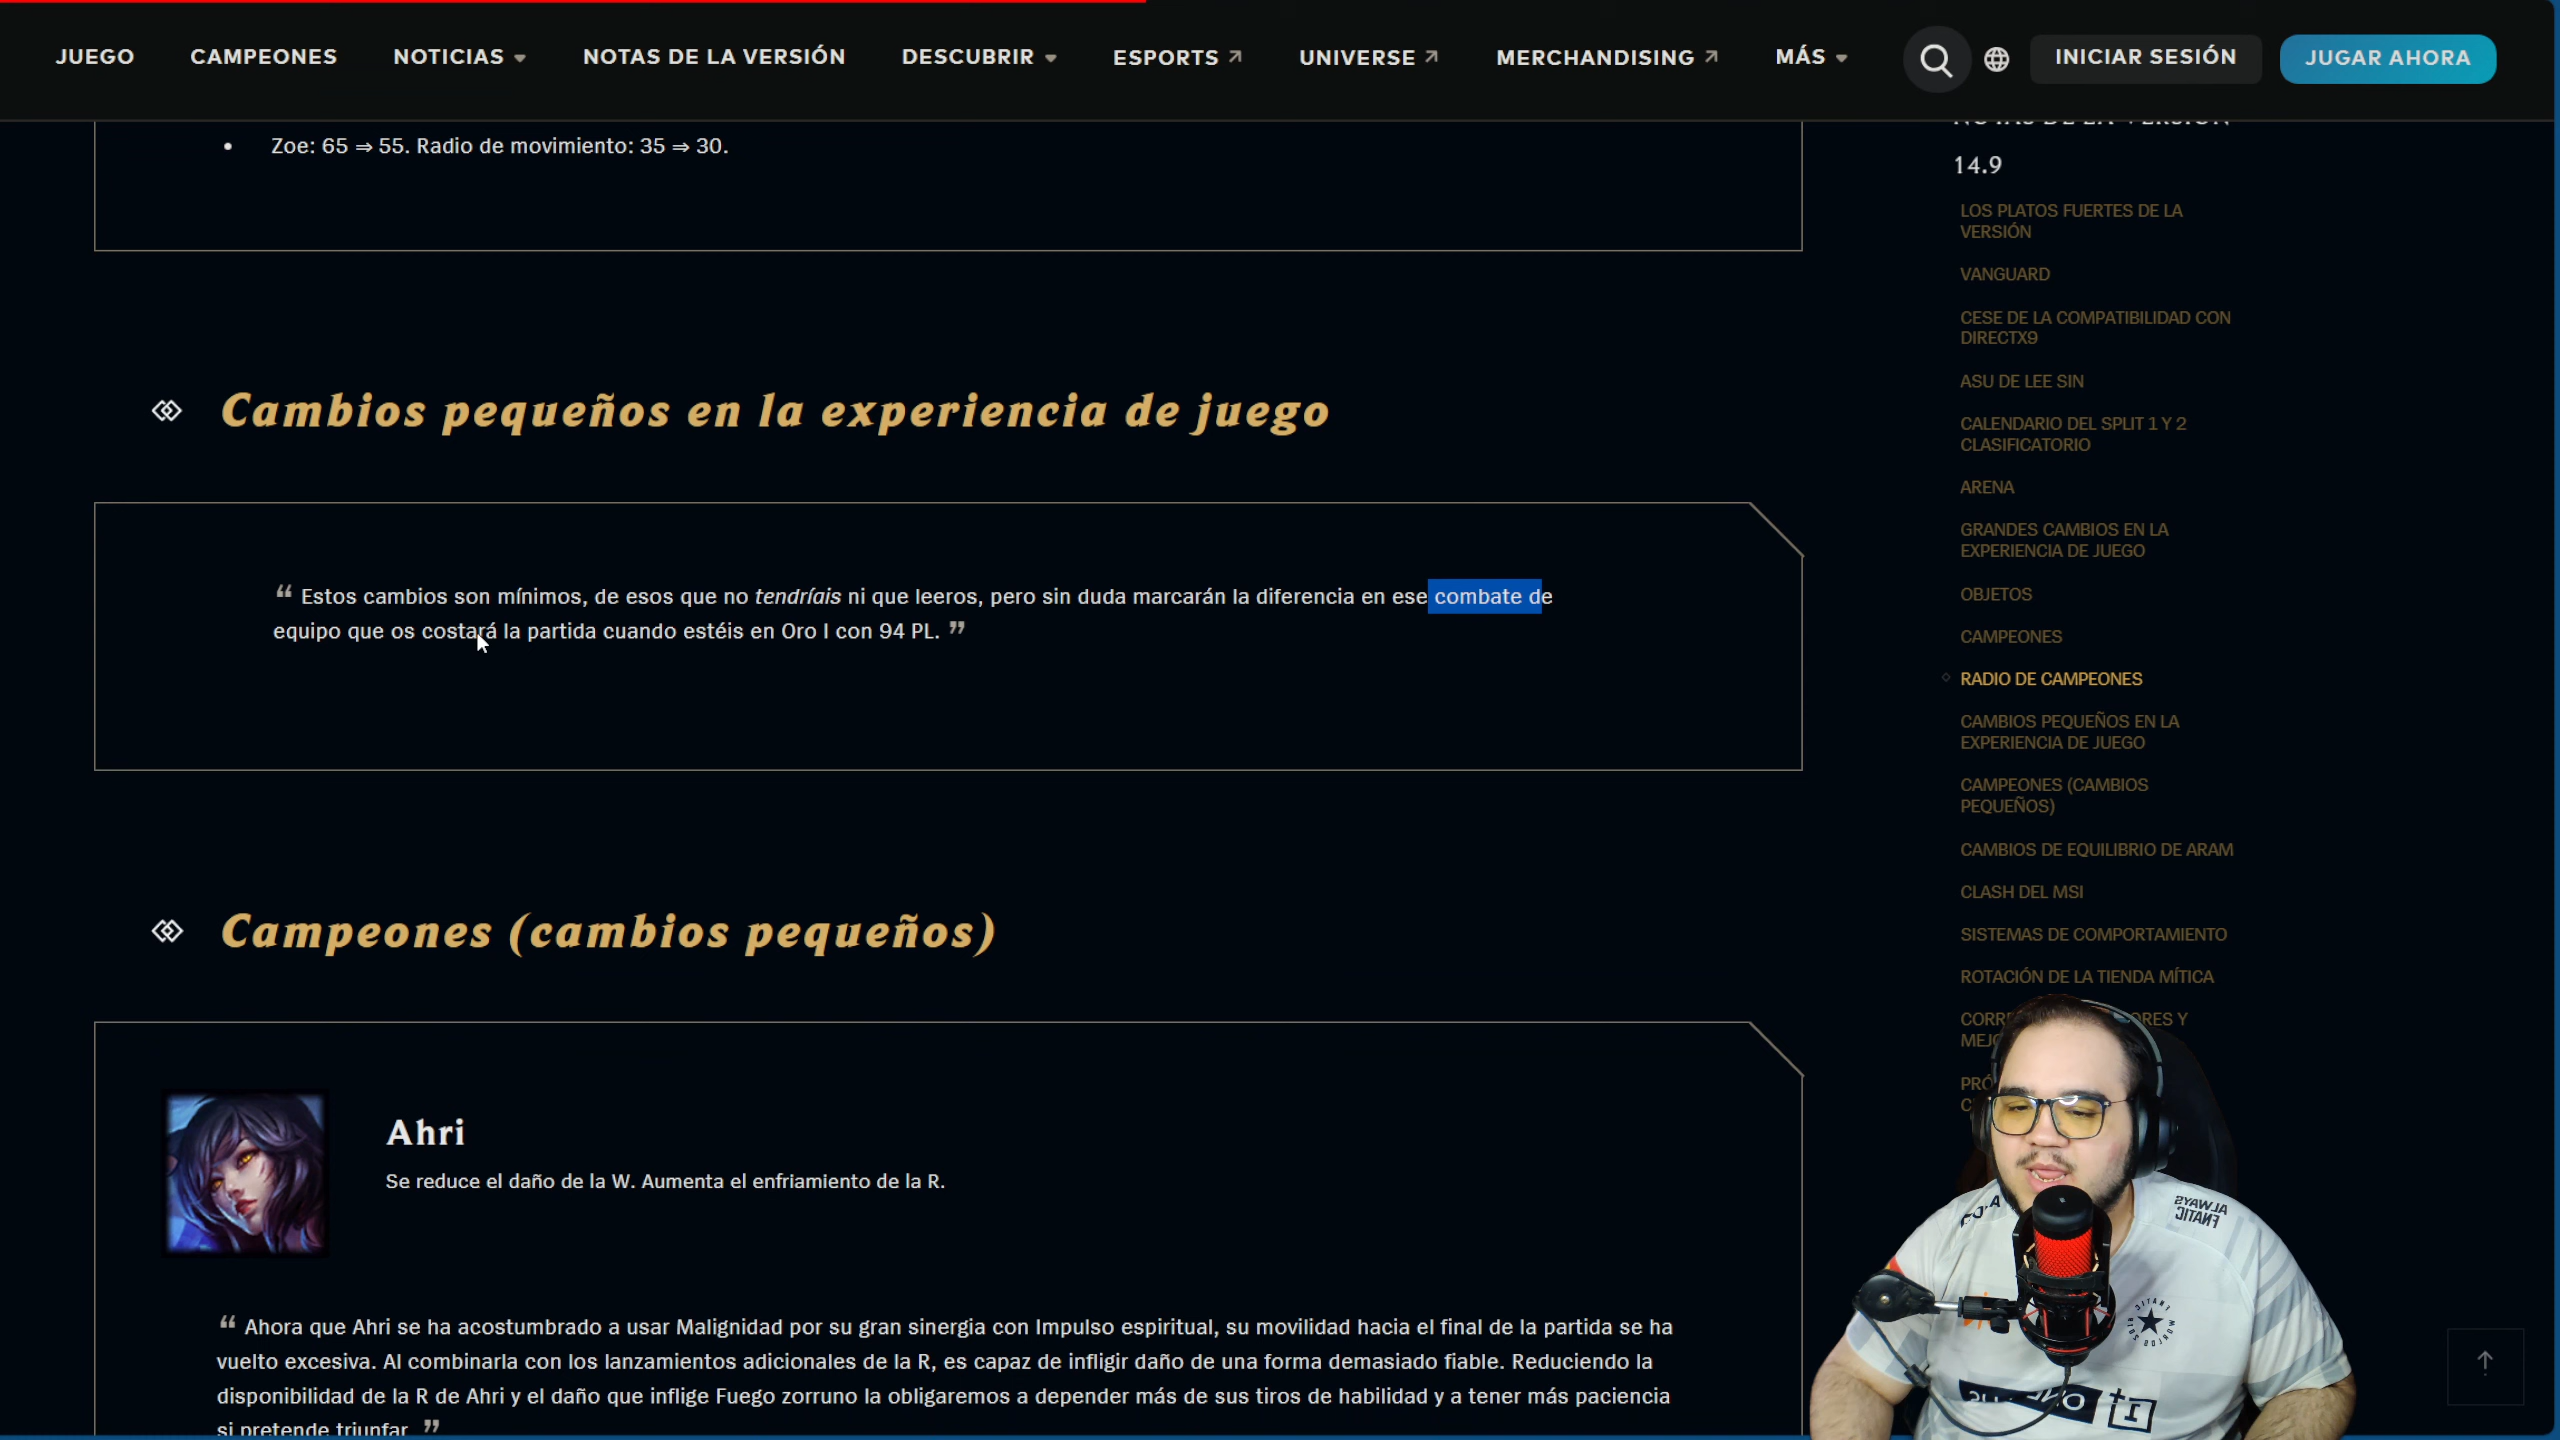 JUEGO CAMPEONES NOTICIAS NOTAS DE LA VERSIÓN DESCUBRIR ESPORTS UNIVERSE MERCHANDISING MÁS INICIAR SESIÓN JUGAR AHORA
• Zoe: 65 ⇒ 55. Radio de movimiento: 35 ⇒ 30.
Cambios pequeños en la experiencia de juego
“ Estos cambios son mínimos, de esos que no tendríais ni que leeros, pero sin duda marcarán la diferencia en ese combate de
equipo que os costará la partida cuando estéis en Oro I con 94 PL. ”
Campeones (cambios pequeños)
Ahri
Se reduce el daño de la W. Aumenta el enfriamiento de la R.
“ Ahora que Ahri se ha acostumbrado a usar Malignidad por su gran sinergia con Impulso espiritual, su movilidad hacia el final de la partida se ha
vuelto excesiva. Al combinarla con los lanzamientos adicionales de la R, es capaz de infligir daño de una forma demasiado fiable. Reduciendo la
disponibilidad de la R de Ahri y el daño que inflige Fuego zorruno la obligaremos a depender más de sus tiros de habilidad y a tener más paciencia
si pretende triunfar. ”
NOTAS DE LA VERSIÓN
14.9
LOS PLATOS FUERTES DE LA
VERSIÓN
VANGUARD
CESE DE LA COMPATIBILIDAD CON
DIRECTX9
ASU DE LEE SIN
CALENDARIO DEL SPLIT 1 Y 2
CLASIFICATORIO
ARENA
GRANDES CAMBIOS EN LA
EXPERIENCIA DE JUEGO
OBJETOS
CAMPEONES
RADIO DE CAMPEONES
CAMBIOS PEQUEÑOS EN LA
EXPERIENCIA DE JUEGO
CAMPEONES (CAMBIOS
PEQUEÑOS)
CAMBIOS DE EQUILIBRIO DE ARAM
CLASH DEL MSI
SISTEMAS DE COMPORTAMIENTO
ROTACIÓN DE LA TIENDA MÍTICA
ALWAYS
FNATIC